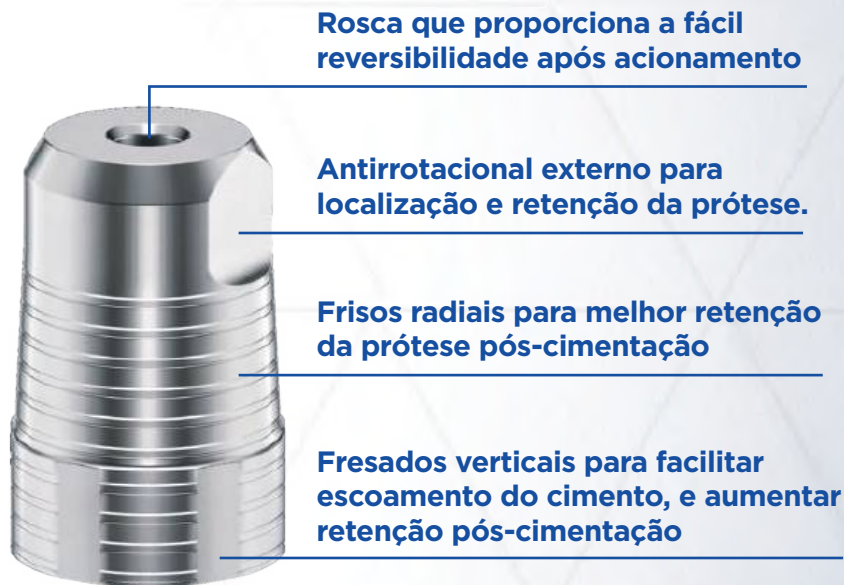 Rosca que proporciona a fácil
reversibilidade após acionamento
Antirrotacional externo para
localização e retenção da prótese.
Frisos radiais para melhor retenção
da prótese pós-cimentação
Fresados verticais para facilitar
escoamento do cimento, e aumentar
retenção pós-cimentação